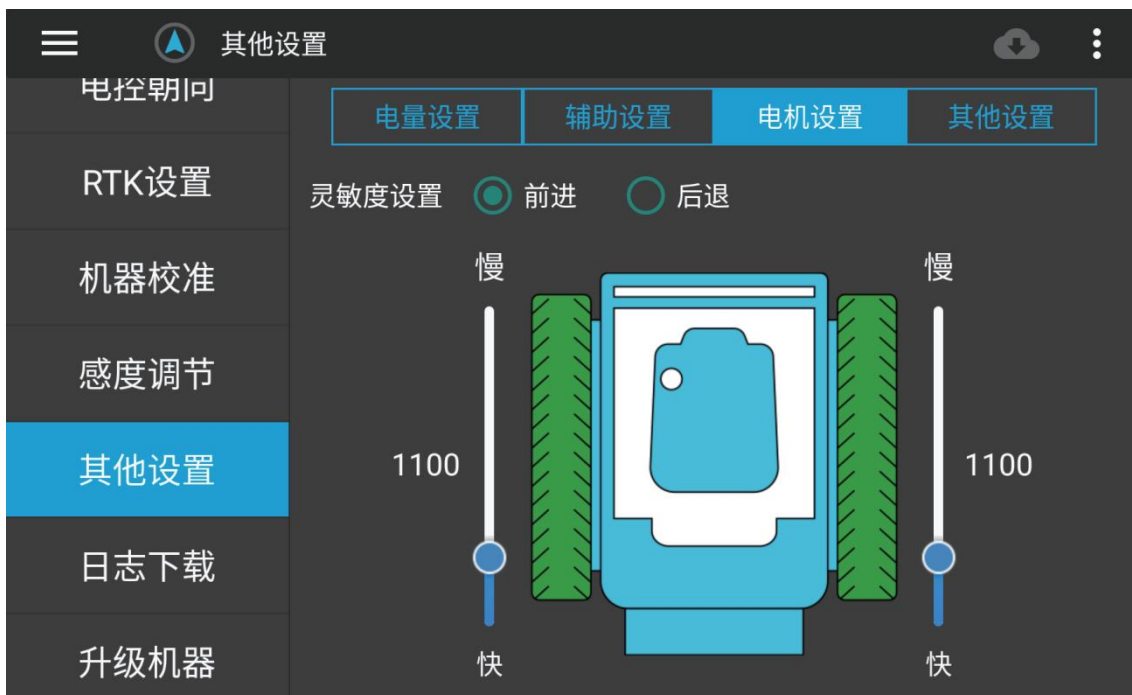 其他设置
电控朝向
RTK设置
机器校准
感度调节
其他设置
日志下载
升级机器
电量设置 辅助设置 电机设置 其他设置
灵敏度设置 前进 后退
慢 慢
1100 1100
快 快